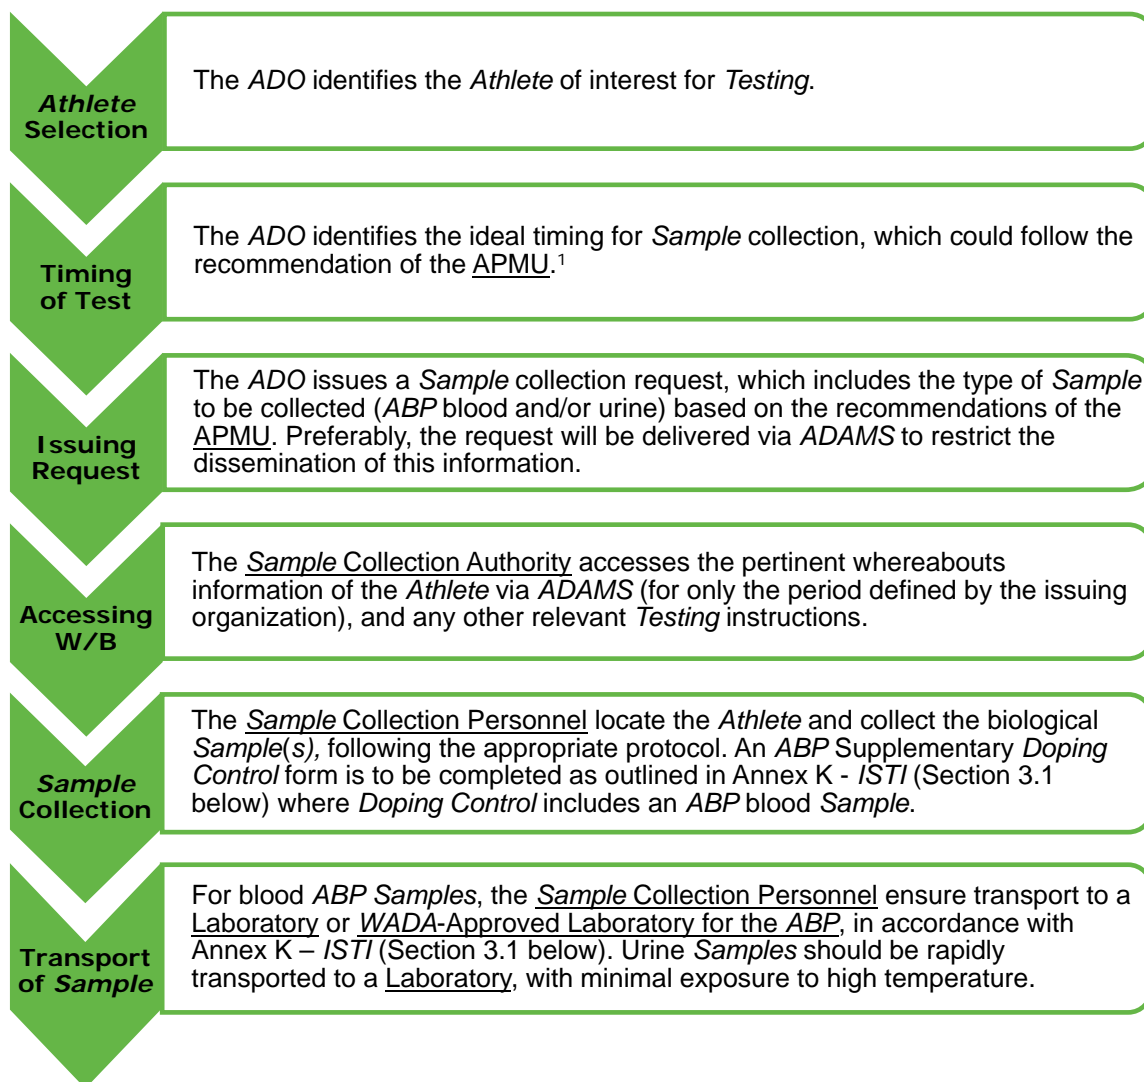 Athlete
Selection
The ADO identifies the Athlete of interest for Testing.
Timing
of Test
The ADO identifies the ideal timing for Sample collection, which could follow the
recommendation of the APMU.¹
Issuing
Request
The ADO issues a Sample collection request, which includes the type of Sample
to be collected (ABP blood and/or urine) based on the recommendations of the
APMU. Preferably, the request will be delivered via ADAMS to restrict the
dissemination of this information.
Accessing
W/B
The Sample Collection Authority accesses the pertinent whereabouts
information of the Athlete via ADAMS (for only the period defined by the issuing
organization), and any other relevant Testing instructions.
Sample
Collection
The Sample Collection Personnel locate the Athlete and collect the biological
Sample(s), following the appropriate protocol. An ABP Supplementary Doping
Control form is to be completed as outlined in Annex K - ISTI (Section 3.1
below) where Doping Control includes an ABP blood Sample.
Transport
of Sample
For blood ABP Samples, the Sample Collection Personnel ensure transport to a
Laboratory or WADA-Approved Laboratory for the ABP, in accordance with
Annex K – ISTI (Section 3.1 below). Urine Samples should be rapidly
transported to a Laboratory, with minimal exposure to high temperature.